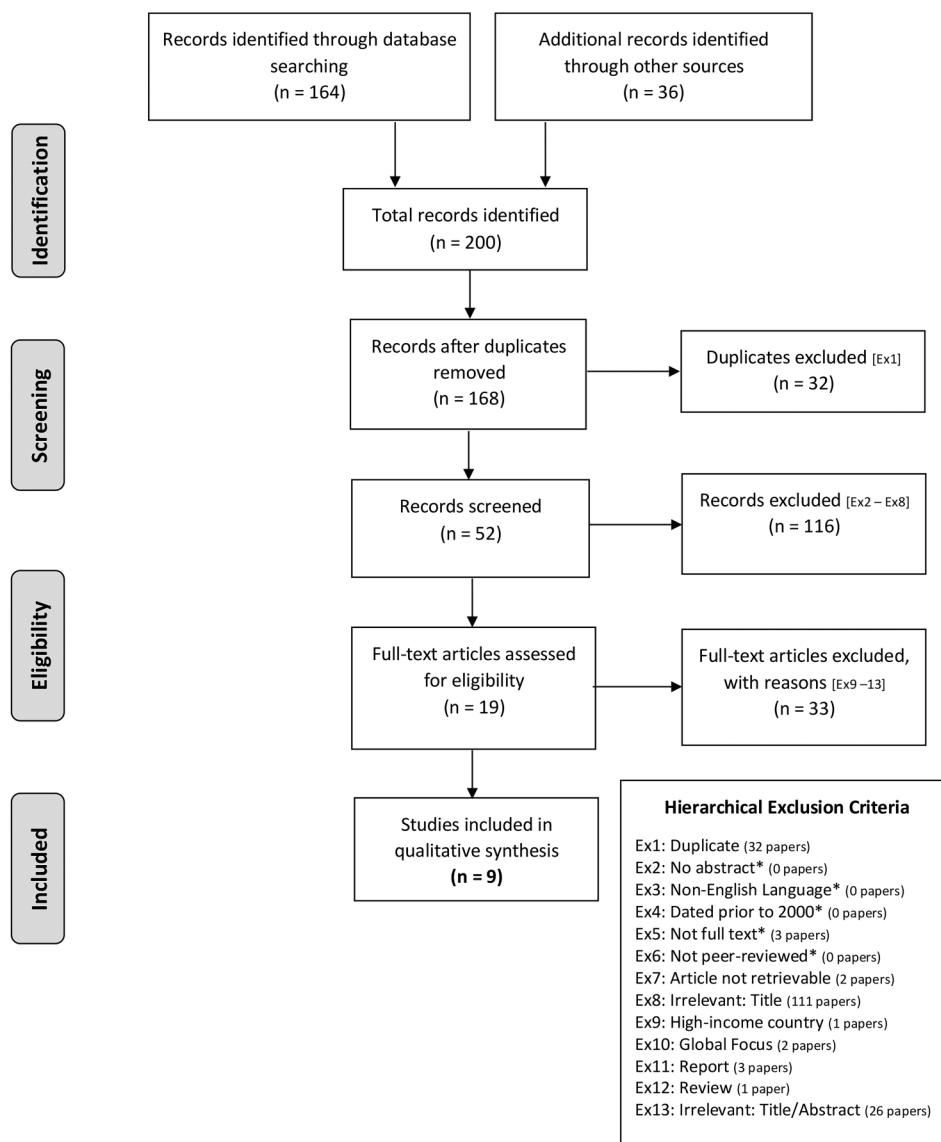 Records identified through database
searching
(n = 164)
Additional records identified
through other sources
(n = 36)
Identification
Total records identified
(n = 200)
Screening
Records after duplicates
removed
(n = 168)
Duplicates excluded [Ex1]
(n = 32)
Records screened
(n = 52)
Records excluded [Ex2 – Ex8]
(n = 116)
Eligibility
Full-text articles assessed
for eligibility
(n = 19)
Full-text articles excluded,
with reasons [Ex9 –13]
(n = 33)
Included
Studies included in
qualitative synthesis
(n = 9)
Hierarchical Exclusion Criteria
Ex1: Duplicate (32 papers)
Ex2: No abstract* (0 papers)
Ex3: Non-English Language* (0 papers)
Ex4: Dated prior to 2000* (0 papers)
Ex5: Not full text* (3 papers)
Ex6: Not peer-reviewed* (0 papers)
Ex7: Article not retrievable (2 papers)
Ex8: Irrelevant: Title (111 papers)
Ex9: High-income country (1 papers)
Ex10: Global Focus (2 papers)
Ex11: Report (3 papers)
Ex12: Review (1 paper)
Ex13: Irrelevant: Title/Abstract (26 papers)